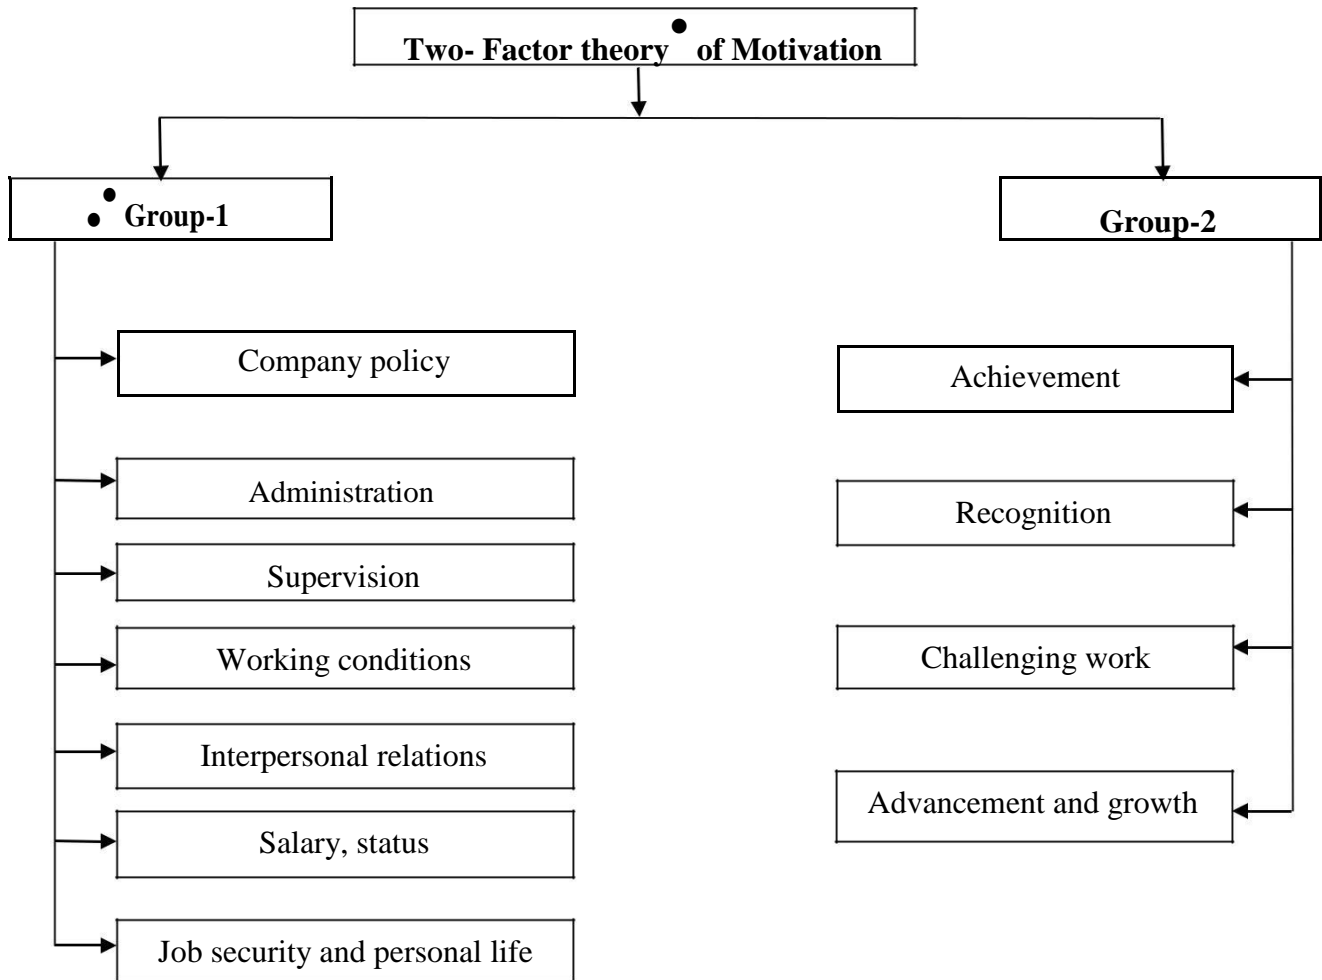 Two- Factor theory • of Motivation
•• Group-1
Group-2
Company policy
Administration
Supervision
Working conditions
Interpersonal relations
Salary, status
Job security and personal life
Achievement
Recognition
Challenging work
Advancement and growth